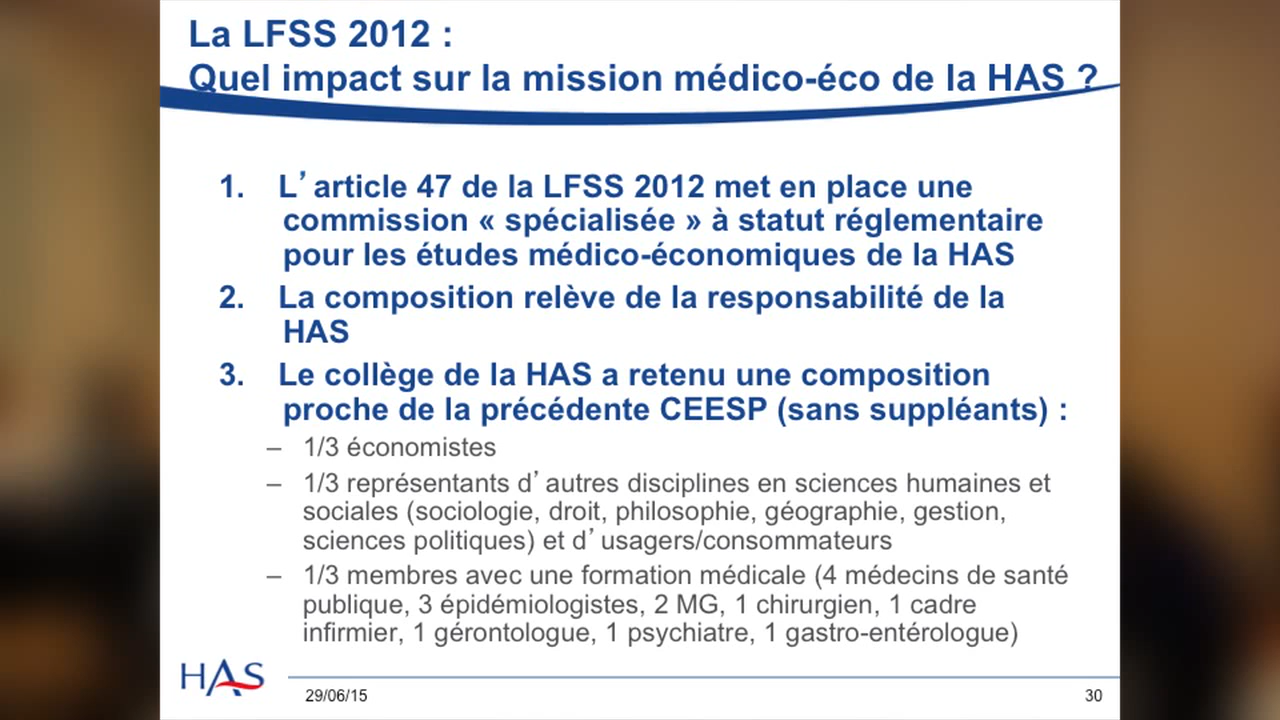 La LFSS 2012 :
Quel impact sur la mission médico-éco de la HAS ?
1. L’article 47 de la LFSS 2012 met en place une
commission « spécialisée » à statut réglementaire
pour les études médico-économiques de la HAS
2. La composition relève de la responsabilité de la
HAS
3. Le collège de la HAS a retenu une composition
proche de la précédente CEESP (sans suppléants) :
– 1/3 économistes
– 1/3 représentants d’autres disciplines en sciences humaines et
sociales (sociologie, droit, philosophie, géographie, gestion,
sciences politiques) et d’usagers/consommateurs
– 1/3 membres avec une formation médicale (4 médecins de santé
publique, 3 épidémiologistes, 2 MG, 1 chirurgien, 1 cadre
infirmier, 1 gérontologue, 1 psychiatre, 1 gastro-entérologue)
HAS
29/06/15
30